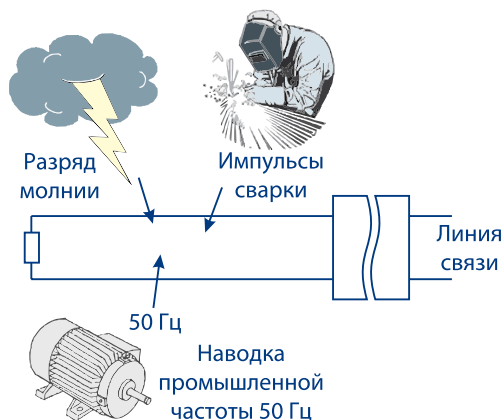 Разряд
молнии
Импульсы
сварки
Линия
связи
50 Гц
Наводка
промышленной
частоты 50 Гц